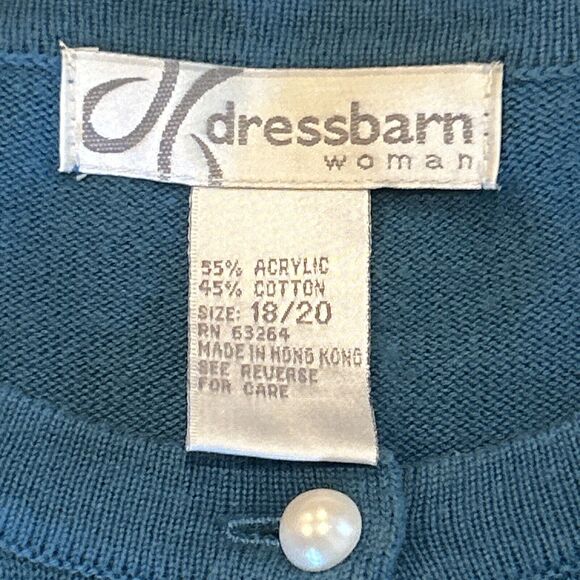 dressbarn
woman
55% ACRYLIC
45% COTTON
SIZE: 18/20
RN 63264
MADE IN HONG KONG
SEE REVERSE
FOR CARE